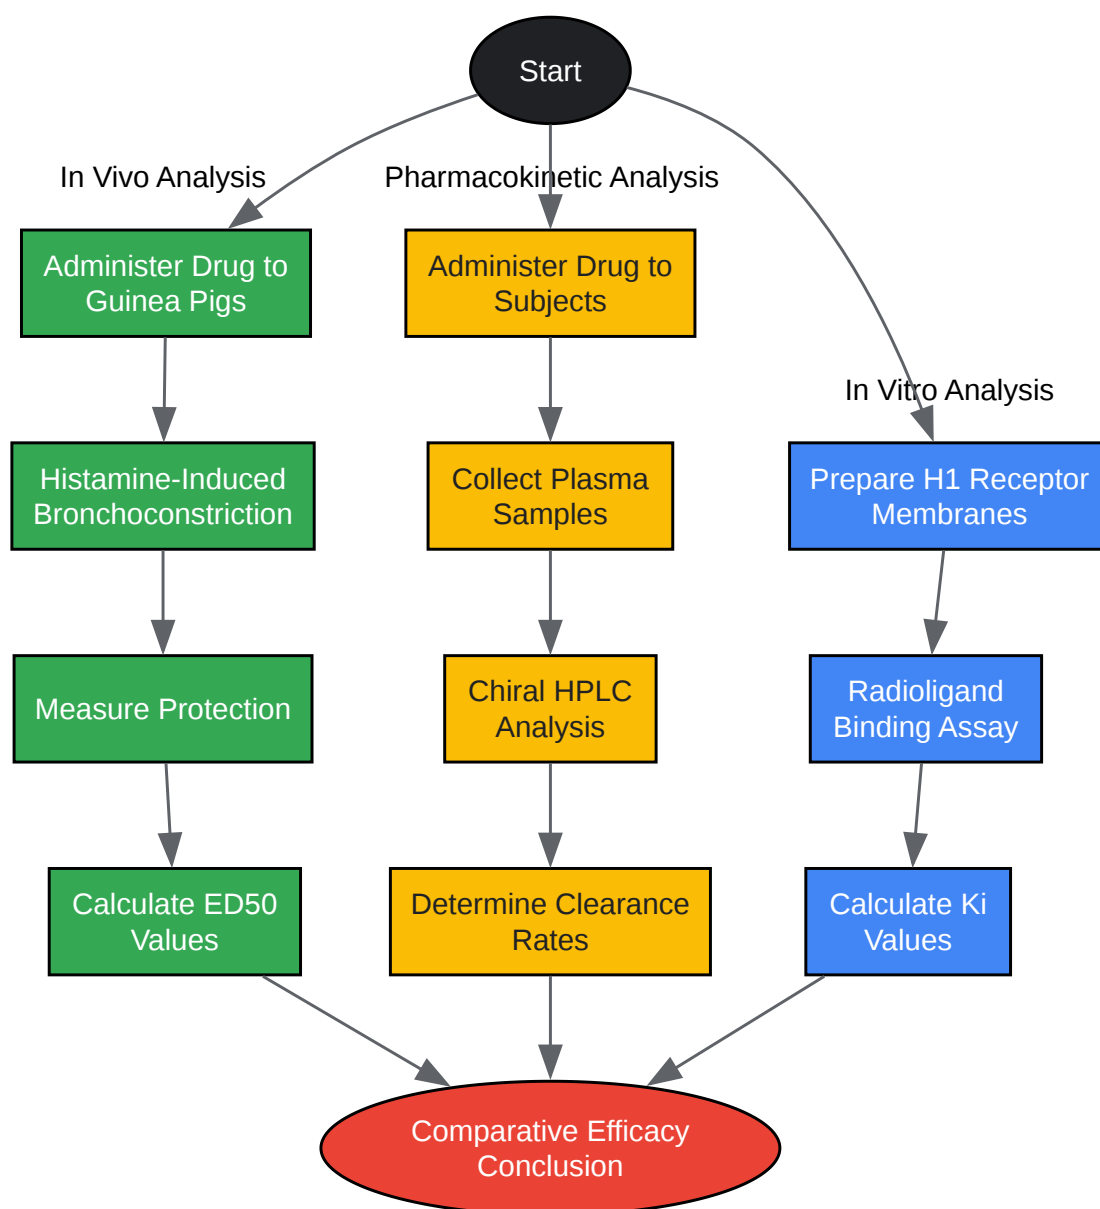 Start
In Vivo Analysis
Pharmacokinetic Analysis
Administer Drug to
Guinea Pigs
Administer Drug to
Subjects
In Vitro Analysis
Histamine-Induced
Bronchoconstriction
Collect Plasma
Samples
Prepare H1 Receptor
Membranes
Measure Protection
Chiral HPLC
Analysis
Radioligand
Binding Assay
Calculate ED50
Values
Determine Clearance
Rates
Calculate Ki
Values
Comparative Efficacy
Conclusion